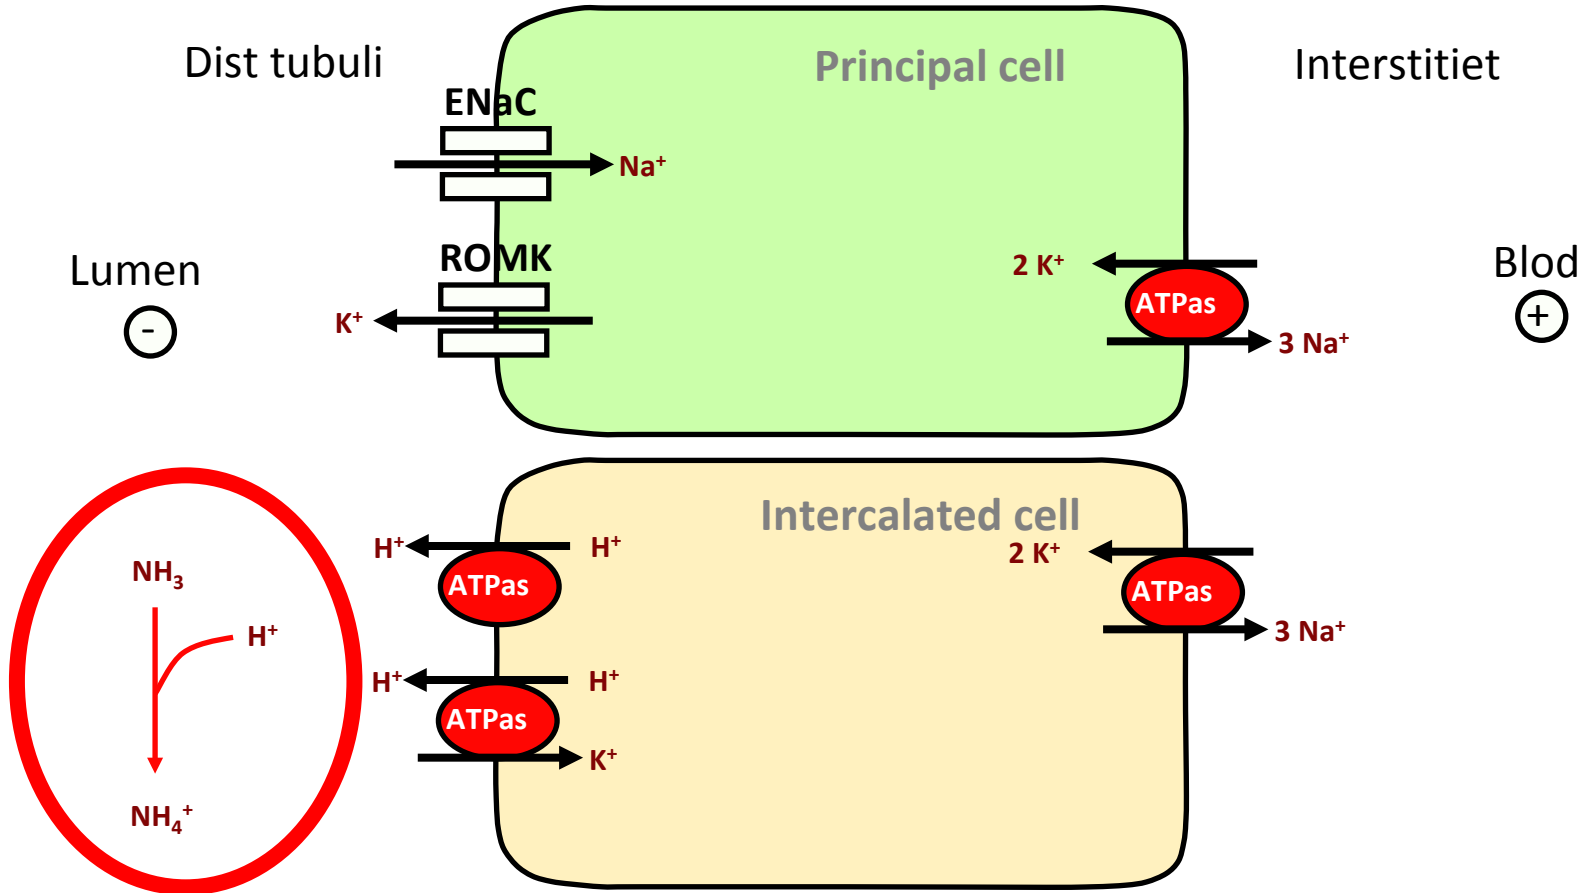 Dist tubuli
Principal cell
Interstitiet
ENaC
Na⁺
ROMK
2 K⁺
Lumen
Blod
ATPas
-
+
K⁺
3 Na⁺
Intercalated cell
H⁺
H⁺
2 K⁺
NH₃
ATPas
ATPas
H⁺
3 Na⁺
H⁺
H⁺
ATPas
K⁺
NH₄⁺